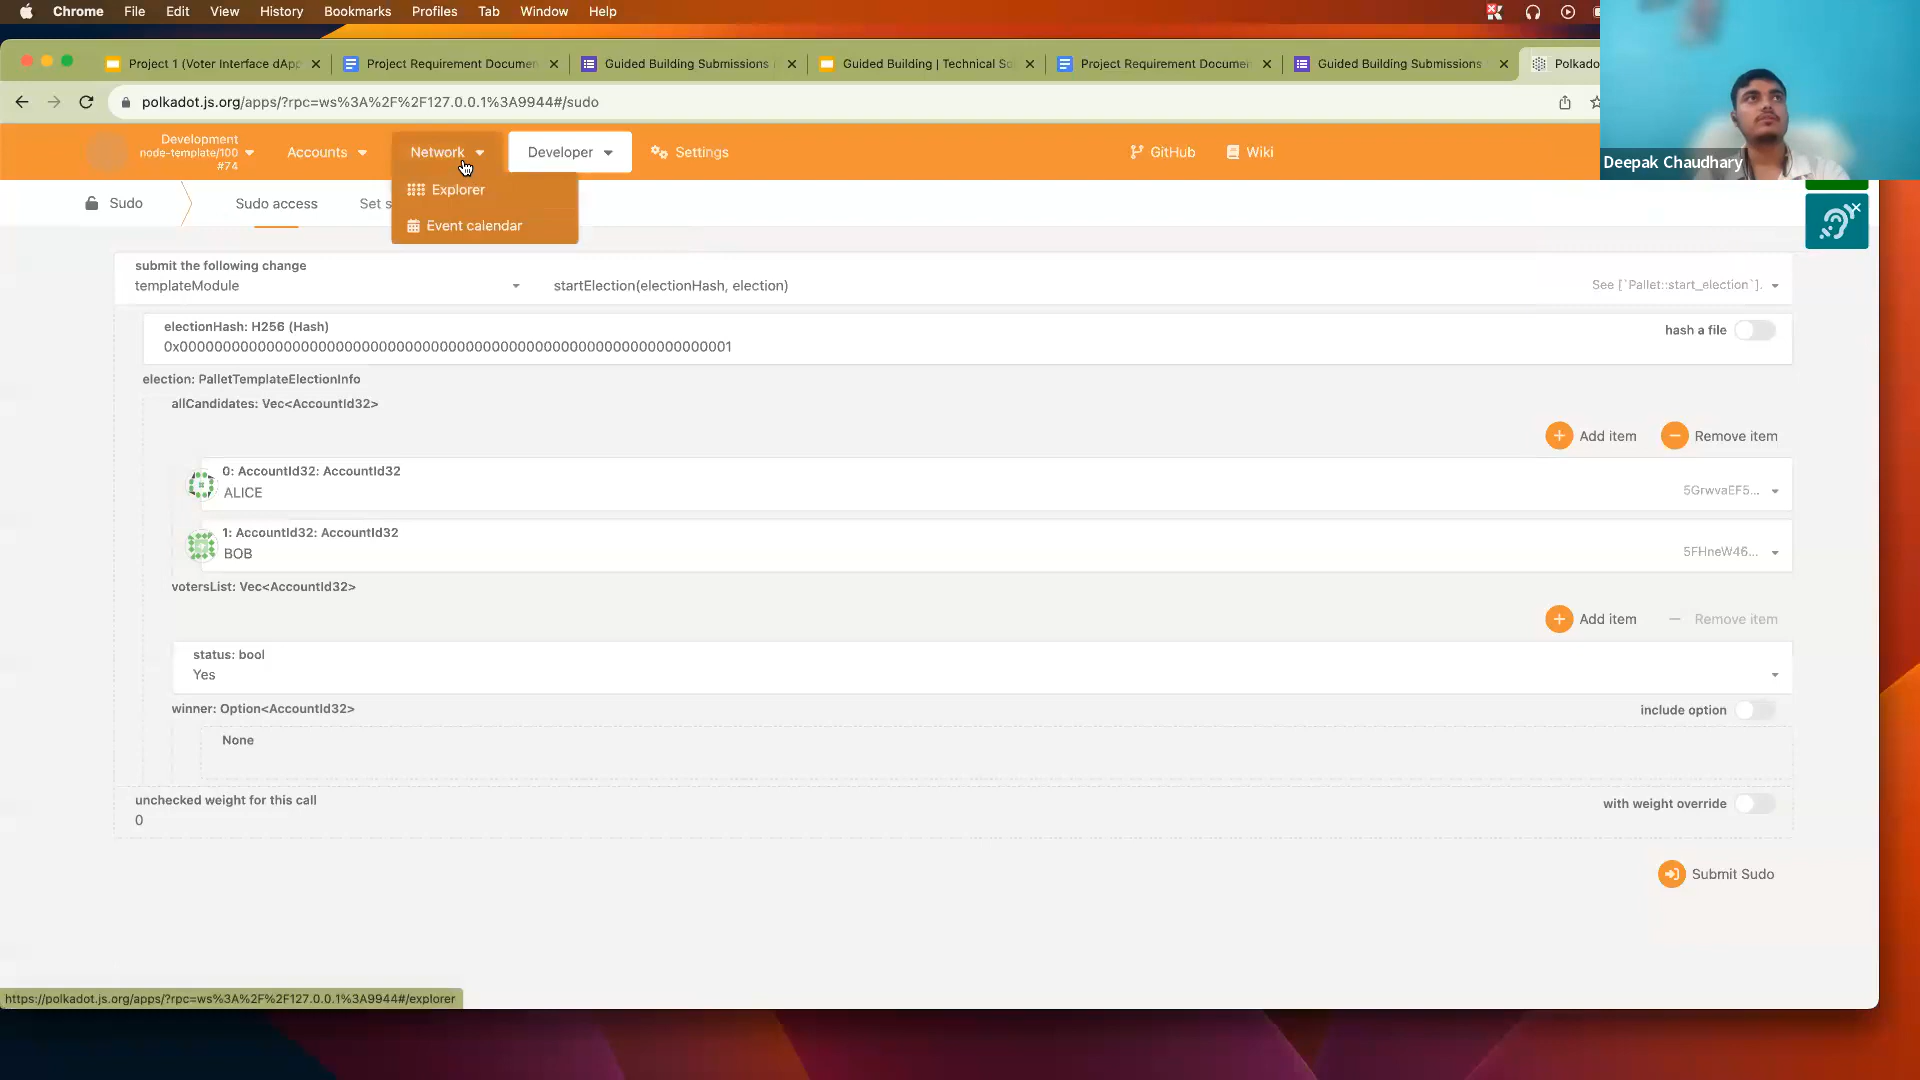 Chrome File Edit View History Bookmarks Profiles Tab Window Help
Project 1 (Voter Interface dApp
Project Requirement Documen
Guided Building Submissions
Guided Building | Technical Su
Project Requirement Documen
Guided Building Submissions
Polkado
polkadot.js.org/apps/?rpc=ws%3A%2F%2F127.0.0.1%3A9944#/sudo
Development
node-template/100
#74
Accounts
Network
Developer
Settings
GitHub
Wiki
Deepak Chaudhary
Explorer
Event calendar
Sudo
Sudo access
Set s
submit the following change
templateModule
startElection(electionHash, election)
See [`Pallet::start_election`].
electionHash: H256 (Hash)
hash a file
election: PalletTemplateElectionInfo
allCandidates: Vec<AccountId32>
Add item
Remove item
0: AccountId32: AccountId32
ALICE
5GrwvaEF5...
1: AccountId32: AccountId32
BOB
5FHneW46...
votersList: Vec<AccountId32>
Add item
Remove item
status: bool
Yes
winner: Option<AccountId32>
include option
None
unchecked weight for this call
0
with weight override
Submit Sudo
https://polkadot.js.org/apps/?rpc=ws%3A%2F%2F127.0.0.1%3A9944#/explorer